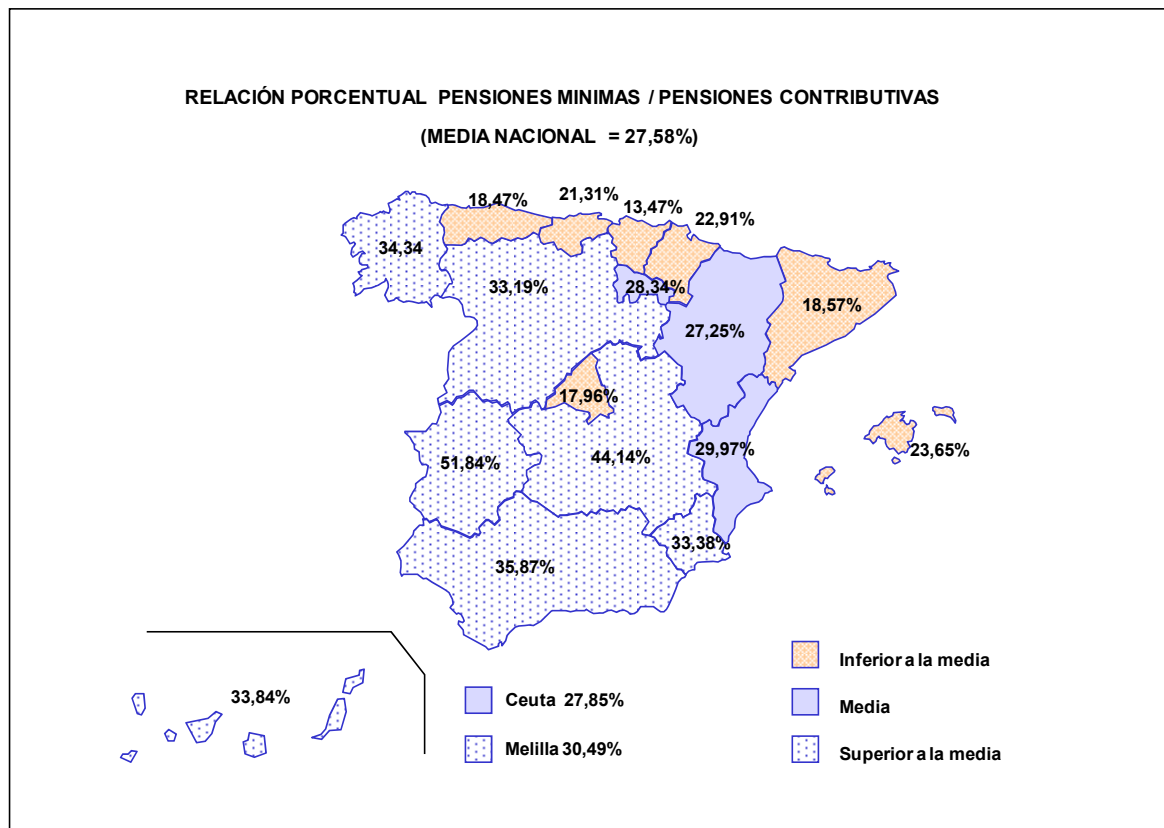 RELACIÓN PORCENTUAL PENSIONES MINIMAS / PENSIONES CONTRIBUTIVAS
(MEDIA NACIONAL = 27,58%)
18,47%
21,31%
13,47%
22,91%
34,34
33,19%
28,34%
18,57%
27,25%
17,96%
51,84%
44,14%
29,97%
23,65%
33,38%
35,87%
33,84%
Ceuta 27,85%
Melilla 30,49%
Inferior a la media
Media
Superior a la media